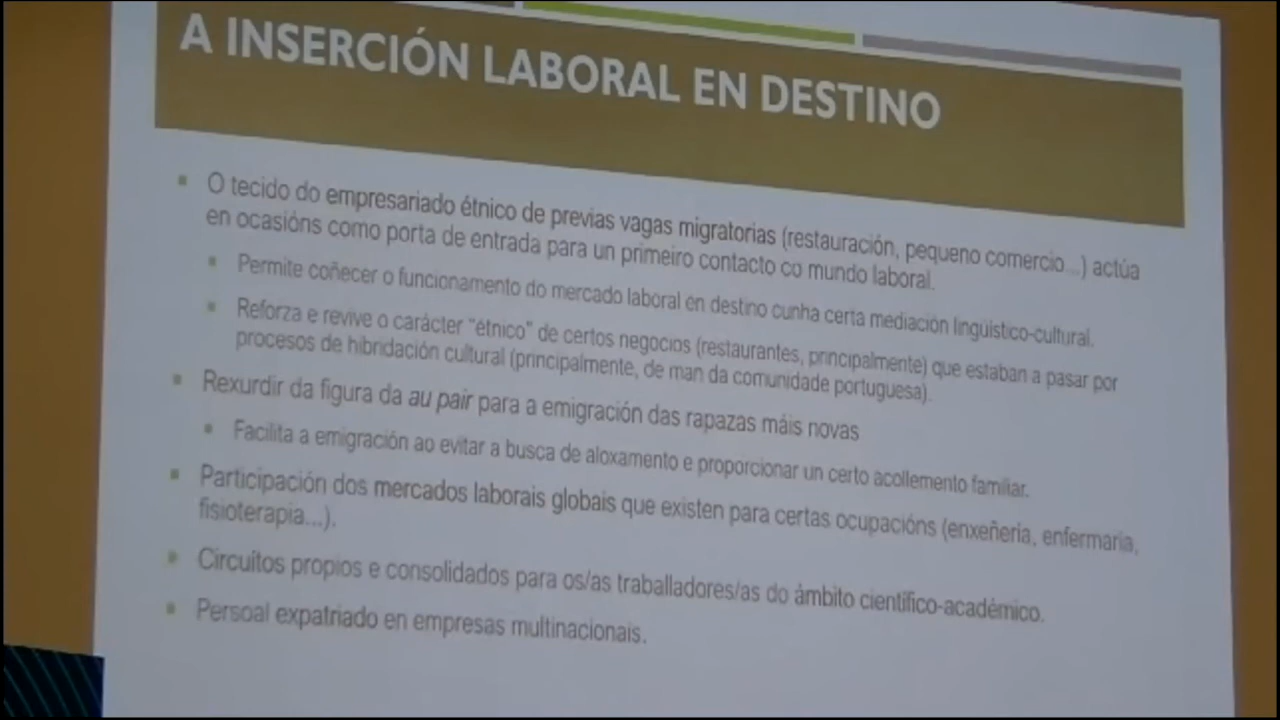 A INSERCIÓN LABORAL EN DESTINO
O tecido do empresariado étnico de previas vagas migratorias (restauración, pequeno comercio...) actúa
en ocasións como porta de entrada para un primeiro contacto co mundo laboral.
Permite coñecer o funcionamento do mercado laboral en destino cunha certa mediación lingüístico-cultural.
Reforza e revive o carácter "étnico" de certos negocios (restaurantes, principalmente) que estaban a pasar por
procesos de hibridación cultural (principalmente, de man da comunidade portuguesa).
Rexurdir da figura da au pair para a emigración das rapazas máis novas
Facilita a emigración ao evitar a busca de aloxamento e proporcionar un certo acollemento familiar.
Participación dos mercados laborais globais que existen para certas ocupacións (enxeñería, enfermaría,
fisioterapia...).
Circuítos propios e consolidados para os/as traballadores/as do ámbito científico-académico.
Persoal expatriado en empresas multinacionais.